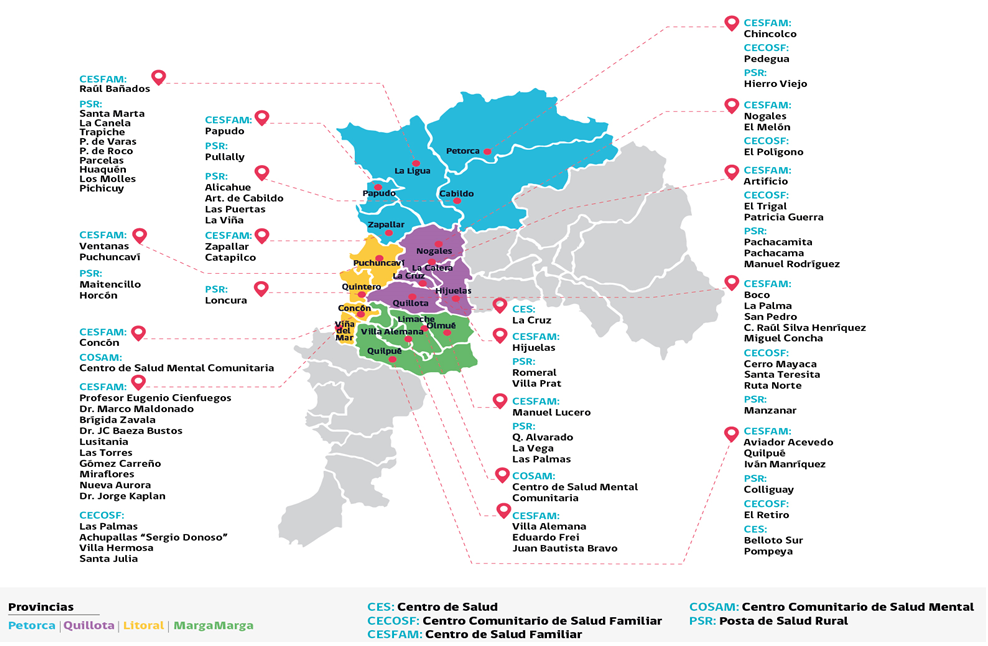 CESFAM:
Raúl Bañados
PSR:
Santa Marta
La Canela
Trapiche
P. de Varas
P. de Roco
Parcelas
Huaquén
Los Molles
Pichicuy
CESFAM:
Papudo
PSR:
Pullally
PSR:
Alicahue
Art. de Cabildo
Las Puertas
La Viña
CESFAM:
Ventanas
Puchuncaví
PSR:
Maitencillo
Horcón
CESFAM:
Zapallar
Catapilco
PSR:
Loncura
CESFAM:
Concón
COSAM:
Centro de Salud Mental Comunitaria
CESFAM:
Profesor Eugenio Cienfuegos
Dr. Marco Maldonado
Brígida Zavala
Dr. JC Baeza Bustos
Lusitania
Las Torres
Gómez Carreño
Miraflores
Nueva Aurora
Dr. Jorge Kaplan
CECOSF:
Las Palmas
Achupallas “Sergio Donoso”
Villa Hermosa
Santa Julia
Petorca
La Ligua
Papudo
Cabildo
Zapallar
Nogales
Puchuncaví
La Calera
La Cruz
Quintero
Hijuelas
Quillota
Concón
Limache
Viña
del
Mar
Villa Alemana
Olmué
Quilpué
CES:
La Cruz
CESFAM:
Hijuelas
PSR:
Romeral
Villa Prat
CESFAM:
Manuel Lucero
PSR:
Q. Alvarado
La Vega
Las Palmas
COSAM:
Centro de Salud Mental
Comunitaria
CESFAM:
Villa Alemana
Eduardo Frei
Juan Bautista Bravo
CESFAM:
Chincolco
CECOSF:
Pedegua
PSR:
Hierro Viejo
CESFAM:
Nogales
El Melón
CECOSF:
El Polígono
CESFAM:
Artificio
CECOSF:
El Trigal
Patricia Guerra
PSR:
Pachacamita
Pachacama
Manuel Rodríguez
CESFAM:
Boco
La Palma
San Pedro
C. Raúl Silva Henríquez
Miguel Concha
CECOSF:
Cerro Mayaca
Santa Teresita
Ruta Norte
PSR:
Manzanar
CESFAM:
Aviador Acevedo
Quilpué
Iván Manríquez
PSR:
Colliguay
CECOSF:
El Retiro
CES:
Belloto Sur
Pompeya
Provincias
Petorca | Quillota | Litoral | MargaMarga
CES: Centro de Salud
CECOSF: Centro Comunitario de Salud Familiar
CESFAM: Centro de Salud Familiar
COSAM: Centro Comunitario de Salud Mental
PSR: Posta de Salud Rural